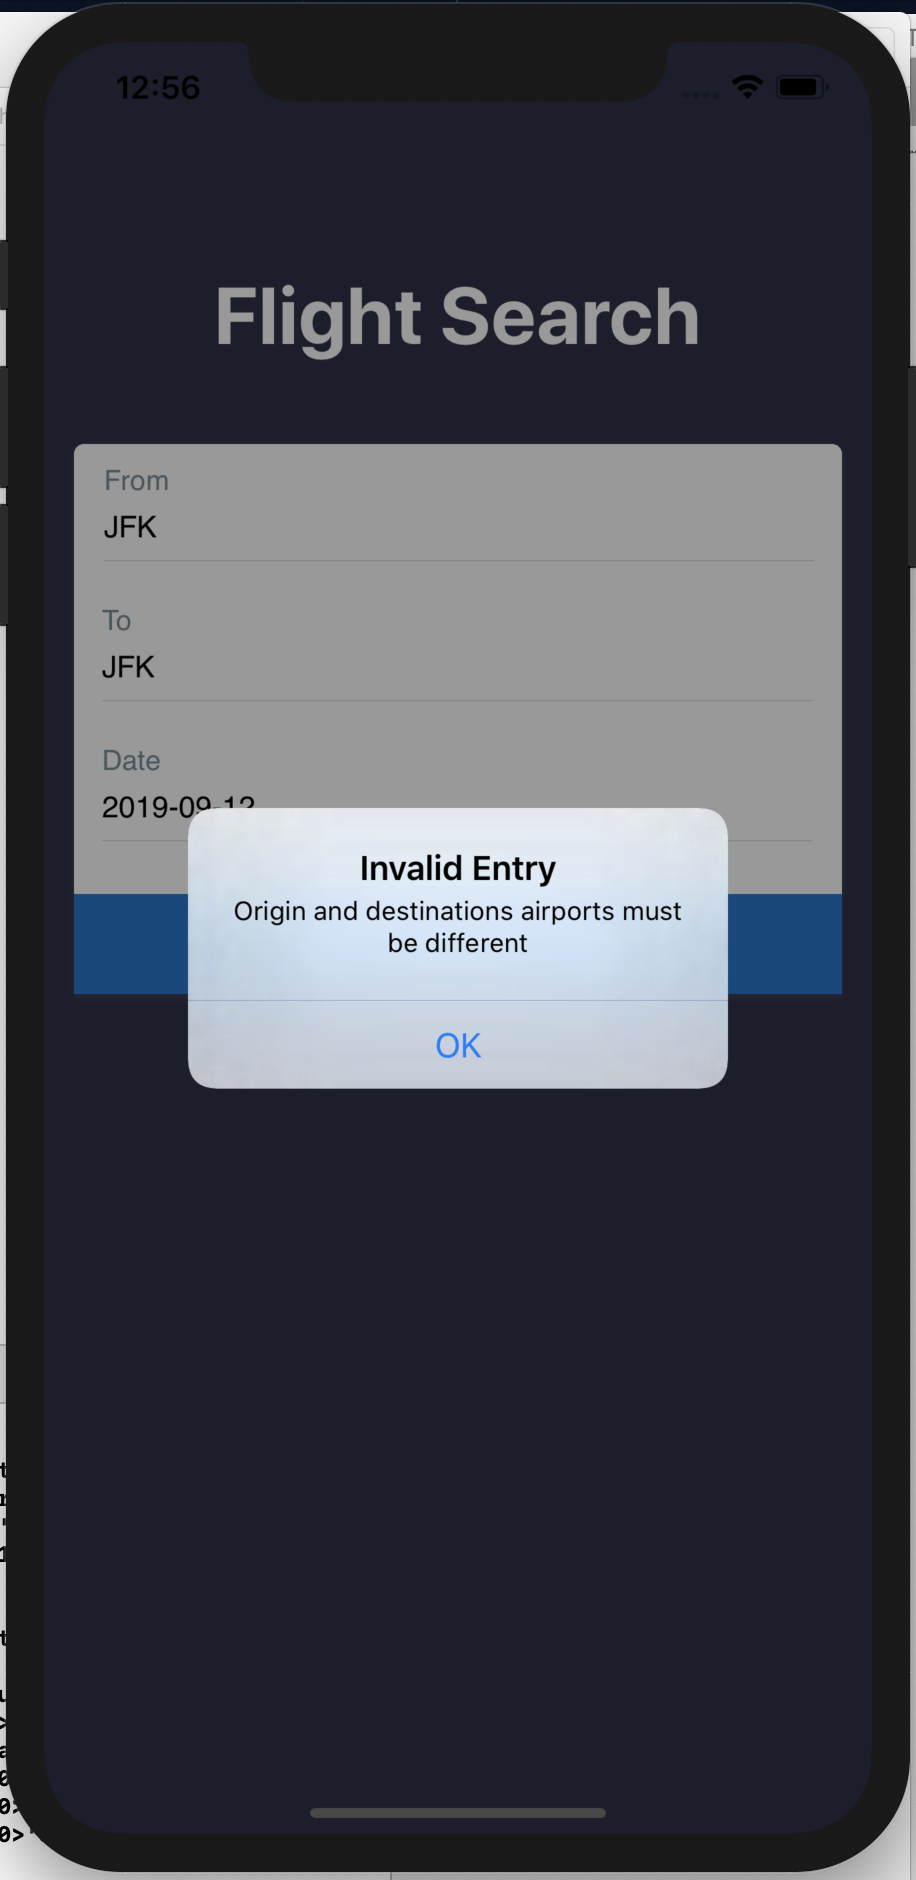 12:56
Flight Search
From
JFK
To
JFK
Date
2019-09-12
Invalid Entry
Origin and destinations airports must
be different
OK